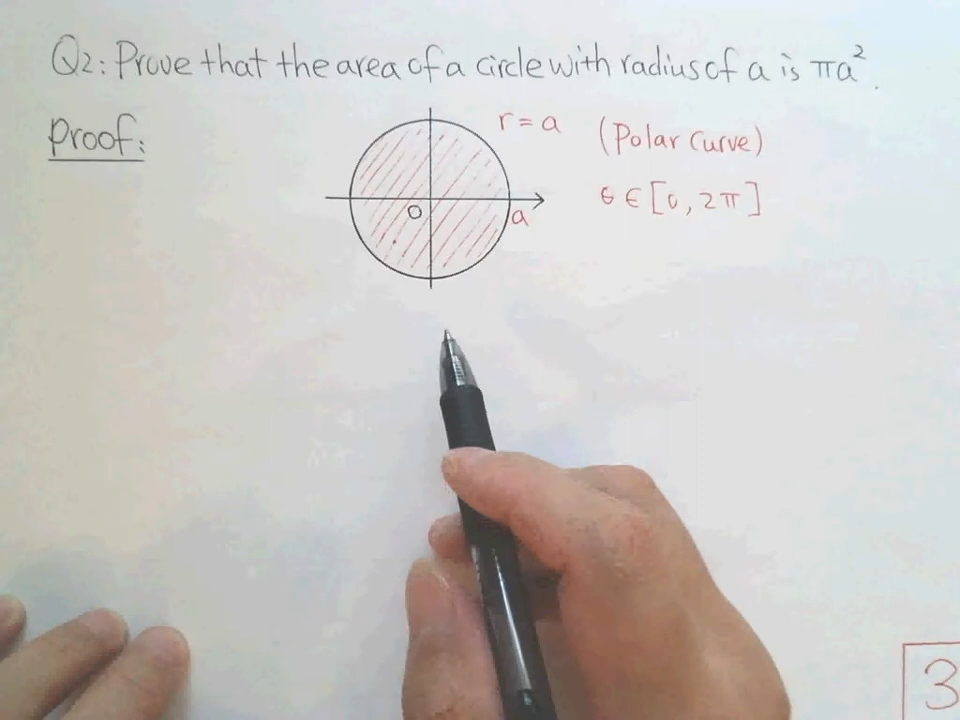 Q2: Prove that the area of a circle with radius of a is πa².
Proof:
r = a (Polar Curve)
θ ∈ [0, 2π]
O
a
3